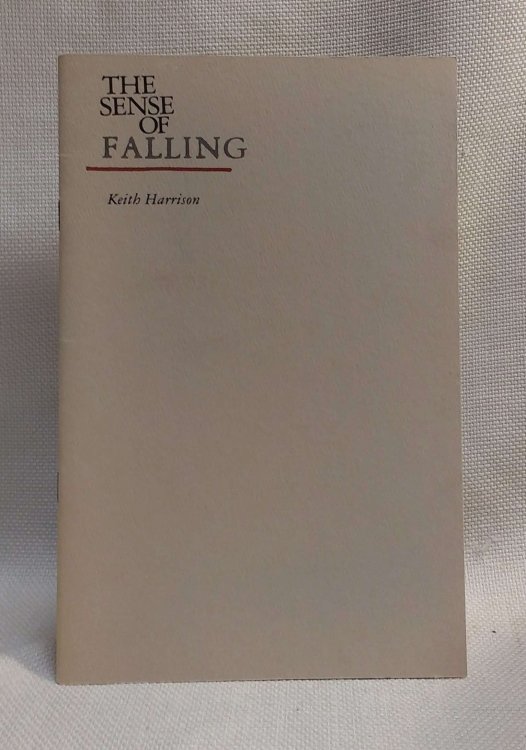 THE
SENSE
OF
FALLING
Keith Harrison